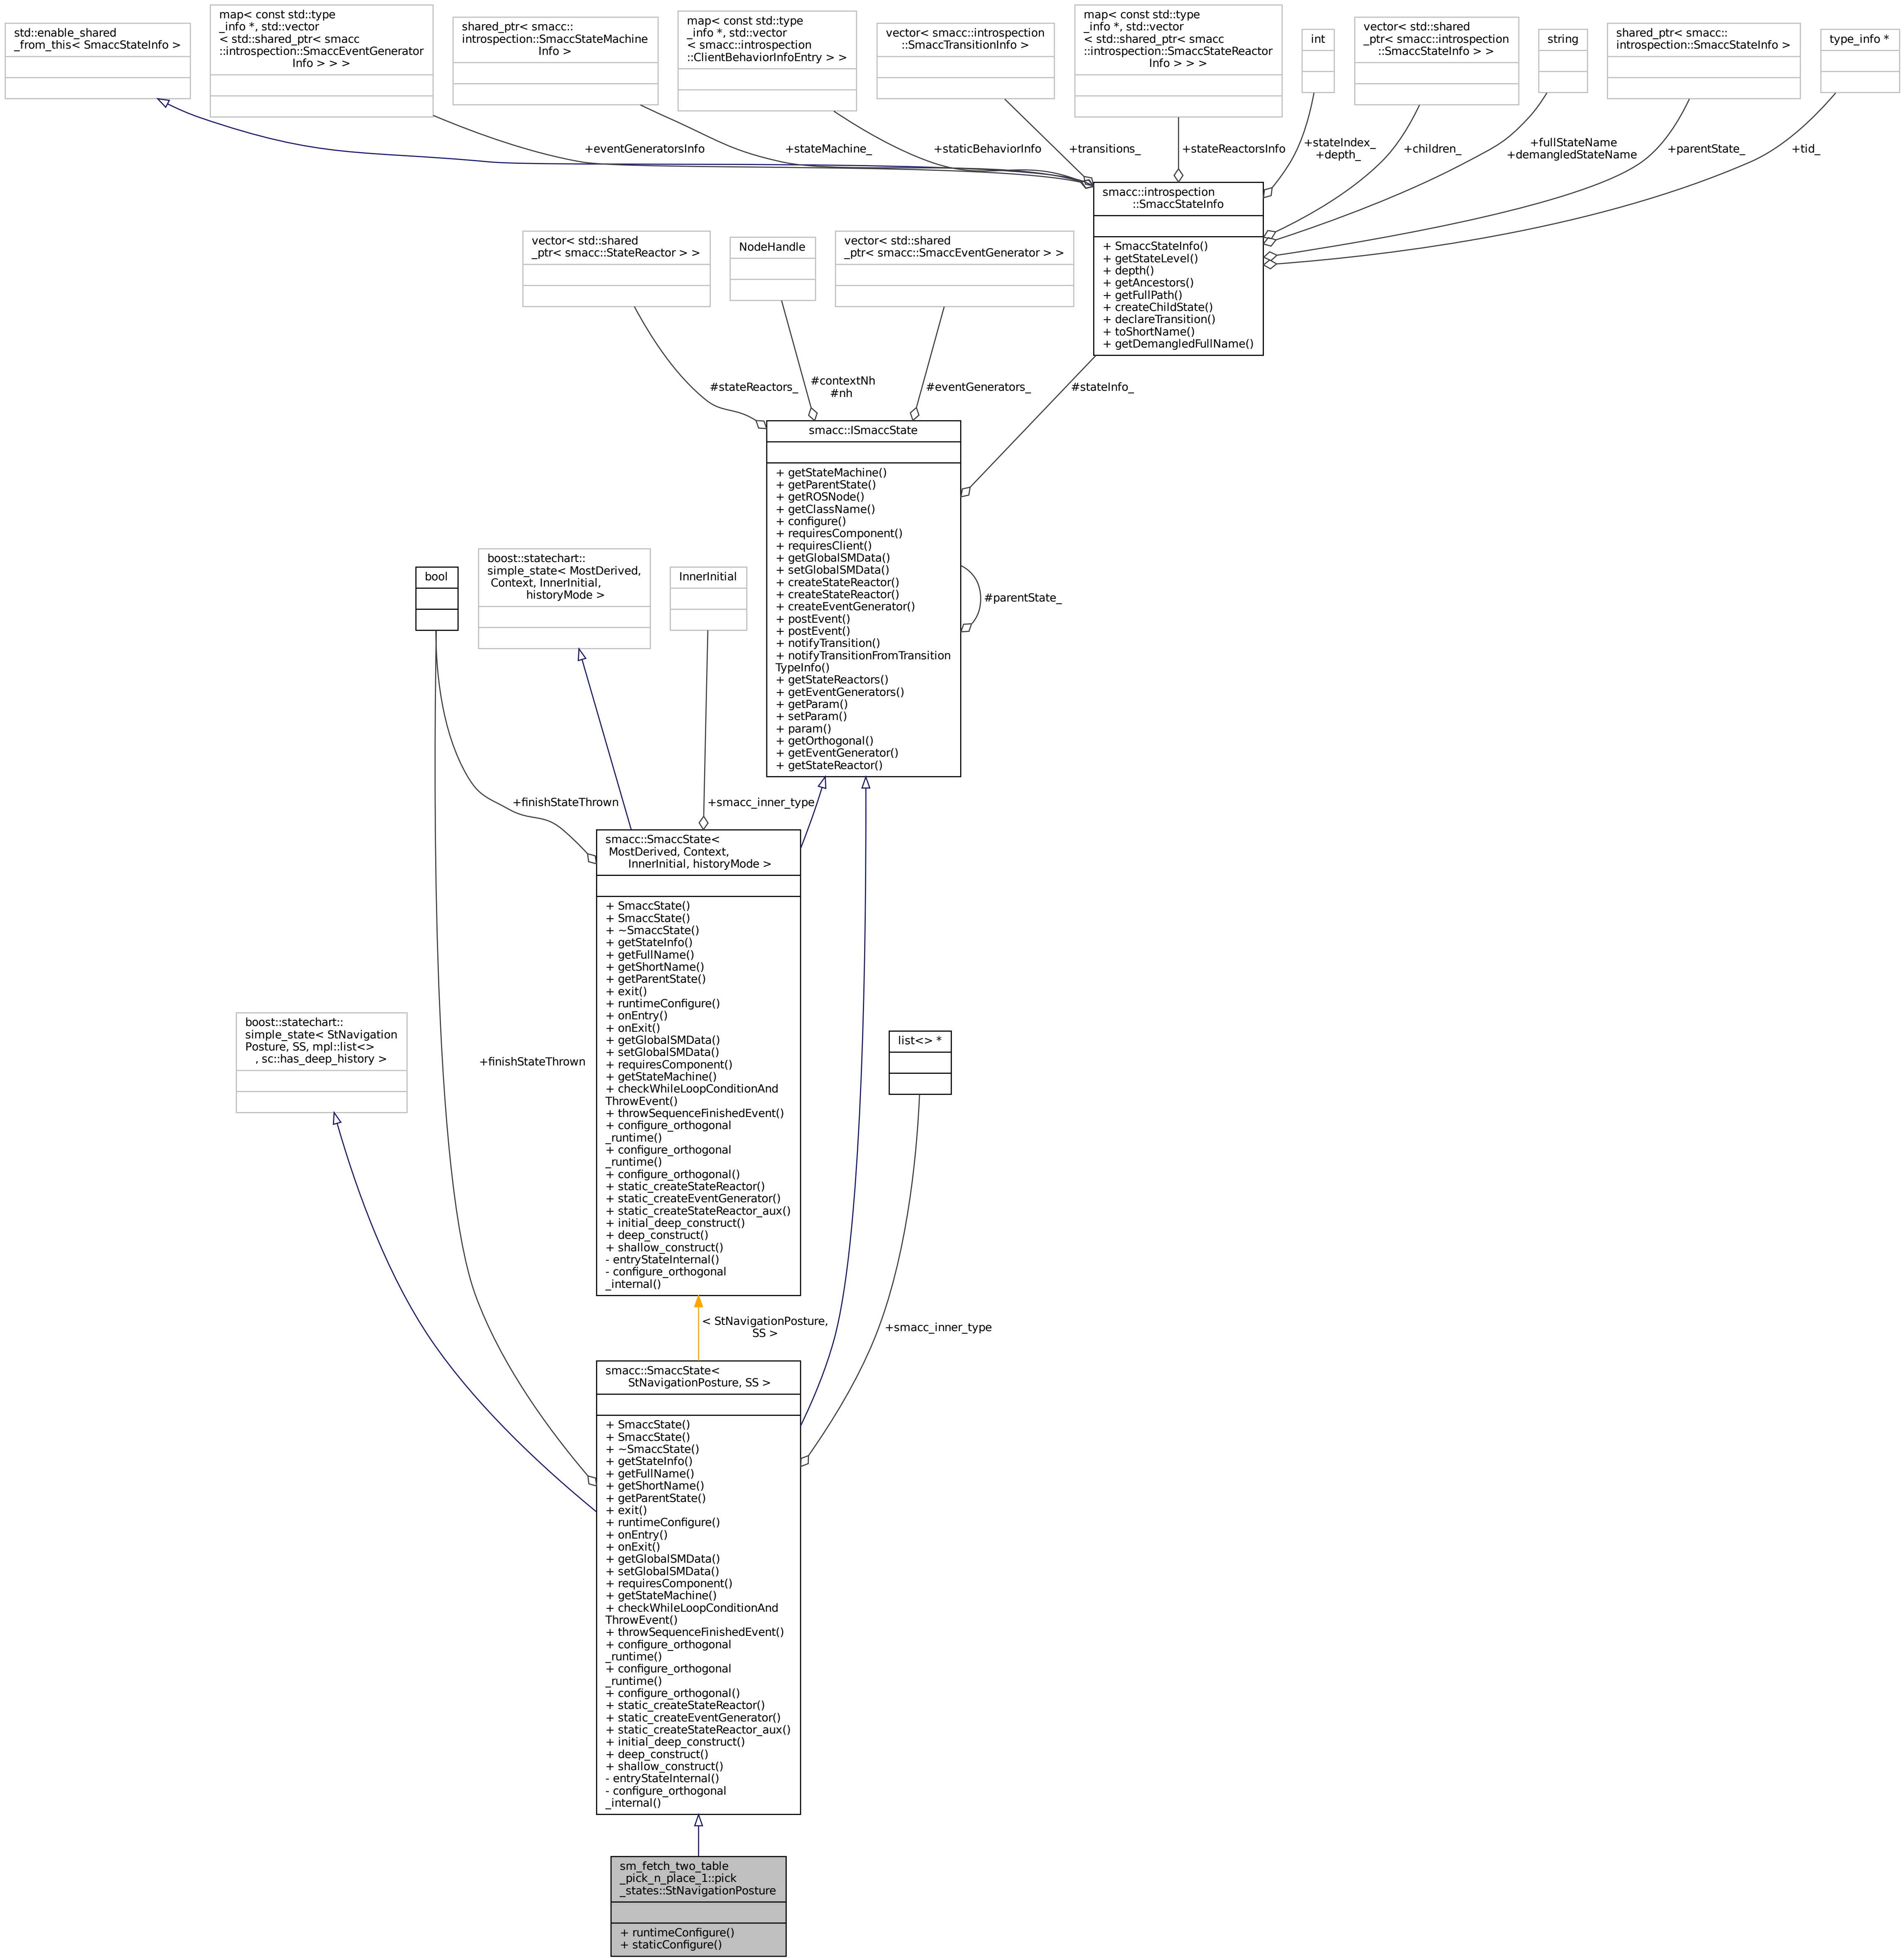 std::enable_shared
_from_this< SmaccStateInfo >
map< const std::type
_info *, std::vector
< std::shared_ptr< smacc
::introspection::SmaccEventGenerator
Info > > >
shared_ptr< smacc::
introspection::SmaccStateMachine
Info >
map< const std::type
_info *, std::vector
< smacc::introspection
::ClientBehaviorInfoEntry > >
vector< smacc::introspection
::SmaccTransitionInfo >
map< const std::type
_info *, std::vector
< std::shared_ptr< smacc
::introspection::SmaccStateReactor
Info > > >
int
vector< std::shared
_ptr< smacc::introspection
::SmaccStateInfo > >
string
shared_ptr< smacc::
introspection::SmaccStateInfo >
type_info *
+eventGeneratorsInfo
+stateMachine_
+staticBehaviorInfo
+transitions_
+stateReactorsInfo
+stateIndex_
+depth_
+children_
+fullStateName
+demangledStateName
+parentState_
+tid_
smacc::introspection
::SmaccStateInfo
+ SmaccStateInfo()
+ getStateLevel()
+ depth()
+ getAncestors()
+ getFullPath()
+ createChildState()
+ declareTransition()
+ toShortName()
+ getDemangledFullName()
vector< std::shared
_ptr< smacc::StateReactor > >
NodeHandle
vector< std::shared
_ptr< smacc::SmaccEventGenerator > >
#stateReactors_
#contextNh
#nh
#eventGenerators_
#stateInfo_
smacc::ISmaccState
+ getStateMachine()
+ getParentState()
+ getROSNode()
+ getClassName()
+ configure()
+ requiresComponent()
+ requiresClient()
+ getGlobalSMData()
+ setGlobalSMData()
+ createStateReactor()
+ createStateReactor()
+ createEventGenerator()
+ postEvent()
+ postEvent()
+ notifyTransition()
+ notifyTransitionFromTransition
TypeInfo()
+ getStateReactors()
+ getEventGenerators()
+ getParam()
+ setParam()
+ param()
+ getOrthogonal()
+ getEventGenerator()
+ getStateReactor()
#parentState_
bool
boost::statechart::
simple_state< MostDerived,
Context, InnerInitial,
historyMode >
InnerInitial
+finishStateThrown
+smacc_inner_type
smacc::SmaccState<
MostDerived, Context,
InnerInitial, historyMode >
+ SmaccState()
+ SmaccState()
+ ~SmaccState()
+ getStateInfo()
+ getFullName()
+ getShortName()
+ getParentState()
+ exit()
+ runtimeConfigure()
+ onEntry()
+ onExit()
+ getGlobalSMData()
+ setGlobalSMData()
+ requiresComponent()
+ getStateMachine()
+ checkWhileLoopConditionAnd
ThrowEvent()
+ throwSequenceFinishedEvent()
+ configure_orthogonal
_runtime()
+ configure_orthogonal
_runtime()
+ configure_orthogonal()
+ static_createStateReactor()
+ static_createEventGenerator()
+ static_createStateReactor_aux()
+ initial_deep_construct()
+ deep_construct()
+ shallow_construct()
- entryStateInternal()
- configure_orthogonal
_internal()
boost::statechart::
simple_state< StNavigation
Posture, SS, mpl::list<>
, sc::has_deep_history >
+finishStateThrown
list<> *
< StNavigationPosture,
SS >
+smacc_inner_type
smacc::SmaccState<
StNavigationPosture, SS >
+ SmaccState()
+ SmaccState()
+ ~SmaccState()
+ getStateInfo()
+ getFullName()
+ getShortName()
+ getParentState()
+ exit()
+ runtimeConfigure()
+ onEntry()
+ onExit()
+ getGlobalSMData()
+ setGlobalSMData()
+ requiresComponent()
+ getStateMachine()
+ checkWhileLoopConditionAnd
ThrowEvent()
+ throwSequenceFinishedEvent()
+ configure_orthogonal
_runtime()
+ configure_orthogonal
_runtime()
+ configure_orthogonal()
+ static_createStateReactor()
+ static_createEventGenerator()
+ static_createStateReactor_aux()
+ initial_deep_construct()
+ deep_construct()
+ shallow_construct()
- entryStateInternal()
- configure_orthogonal
_internal()
sm_fetch_two_table
_pick_n_place_1::pick
_states::StNavigationPosture
+ runtimeConfigure()
+ staticConfigure()